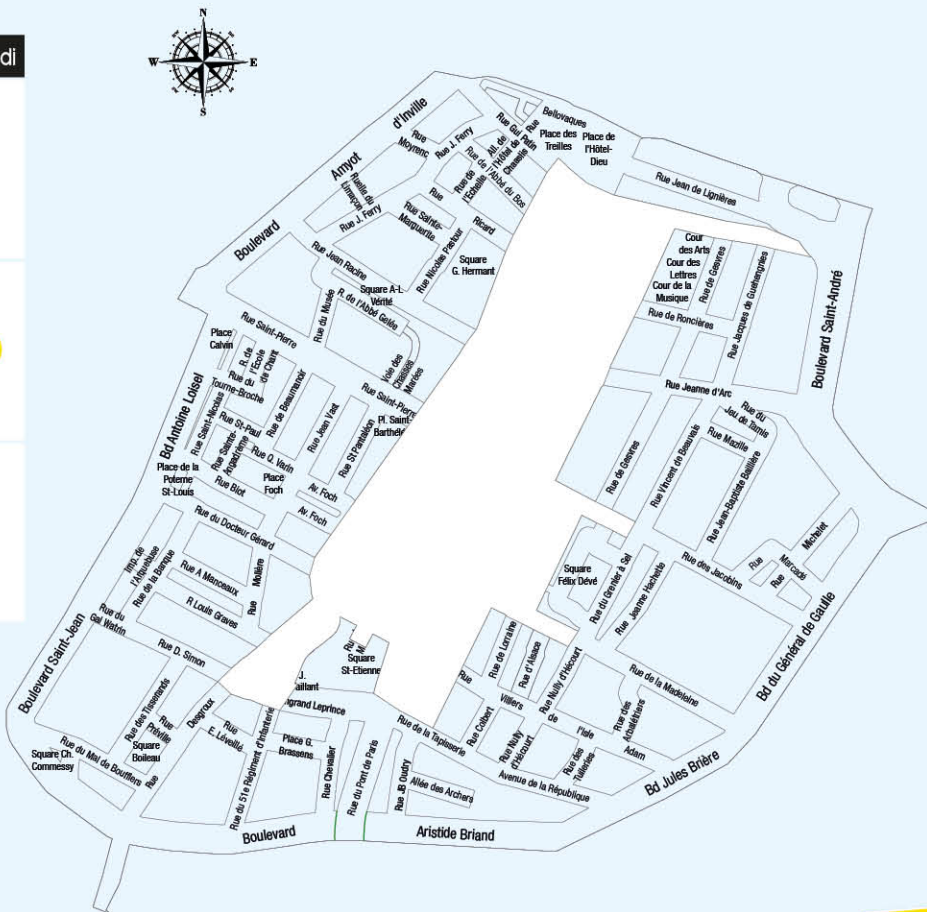 di
N
W
E
S
Boulevard
Amyot
d'Inville
Rue
Moyrenc
Rue J. Ferry
Rue Gui Patin
Rue
Bellovaques
Place des
Treilles
Place de
l'Hôtel-
Dieu
All. de
l'Hôtel de
Chastis
Rue de l'Abbé du Bos
Rue de
l'Echelle
Ruelle du
Limaçon
Rue J. Ferry
Rue
Ricard
Rue Sainte-
Marguerite
Rue Nicolas Pastour
Square
G. Hermant
Rue Jean de Lignières
Cour
des Arts
Cour des
Lettres
Cour de la
Musique
Rue de Gesvres
Rue Jacques de Guehengnies
Boulevard Saint-André
Rue Jean Racine
Square A-L
Vérité
R. de l'Abbé Gelée
Rue du Musée
Rue de Roncières
Rue Saint-Pierre
Place
Calvin
R. de
l'Ecole
de Chant
Rue du
Tourne-Broche
Voie des
Chasses
Marées
Rue Saint-Pierre
Pl. Saint-
Rue Jeanne d'Arc
Rue du
Jeu de Tamis
Rue Mazille
Bd Antoine Loisel
Rue Saint-Nicolas
Rue St-Paul
Rue Sainte-
Angadrème
Rue de Beaumanoir
Rue Jean Vast
Rue St Pantaléon
Rue Q. Varin
Place
Foch
Av. Foch
Av. Foch
Rue de Gesvres
Rue Vincent de Beauvais
Rue Jean-Baptiste Baillière
Place de la
Poterne
St-Louis
Rue Biot
Rue du Docteur Gérard
Imp. de
l'Arquebuse
Rue de la Banque
Rue A Manceaux
Rue
Molière
R Louis Graves
Square
Félix Dévé
Rue du Grenier à Sel
Rue Jeanne Hachette
Rue des Jacobins
Rue
Michelet
Rue
Marcadé
Boulevard Saint-Jean
Rue du
Gal Watrin
Rue D. Simon
Square
St-Etienne
Rue de Lorraine
Rue d'Alsace
Rue Nully d'Hécourt
Rue de la Madeleine
Bd du Général de Gaulle
Rue des Tisserands
Rue
Préville
Desgroux
Rue
E. Léveillé
J.
aillant
ngrand Leprince
Rue
Villiers
de
l'Isle
Adam
Rue des
Arbalétriers
Rue Colbert
Rue Nully
d'Hécourt
Rue des
Tuileries
Rue de la Tapisserie
Square Ch.
Commessy
Rue du Mal de Boufflers
Square
Boileau
Rue
Rue du 51e Régiment d'Infanterie
Place G.
Brassens
Rue Chevalier
Rue du Pont de Paris
Rue JB Oudry
Allée des Archers
Avenue de la République
Bd Jules Brière
Boulevard
Aristide Briand